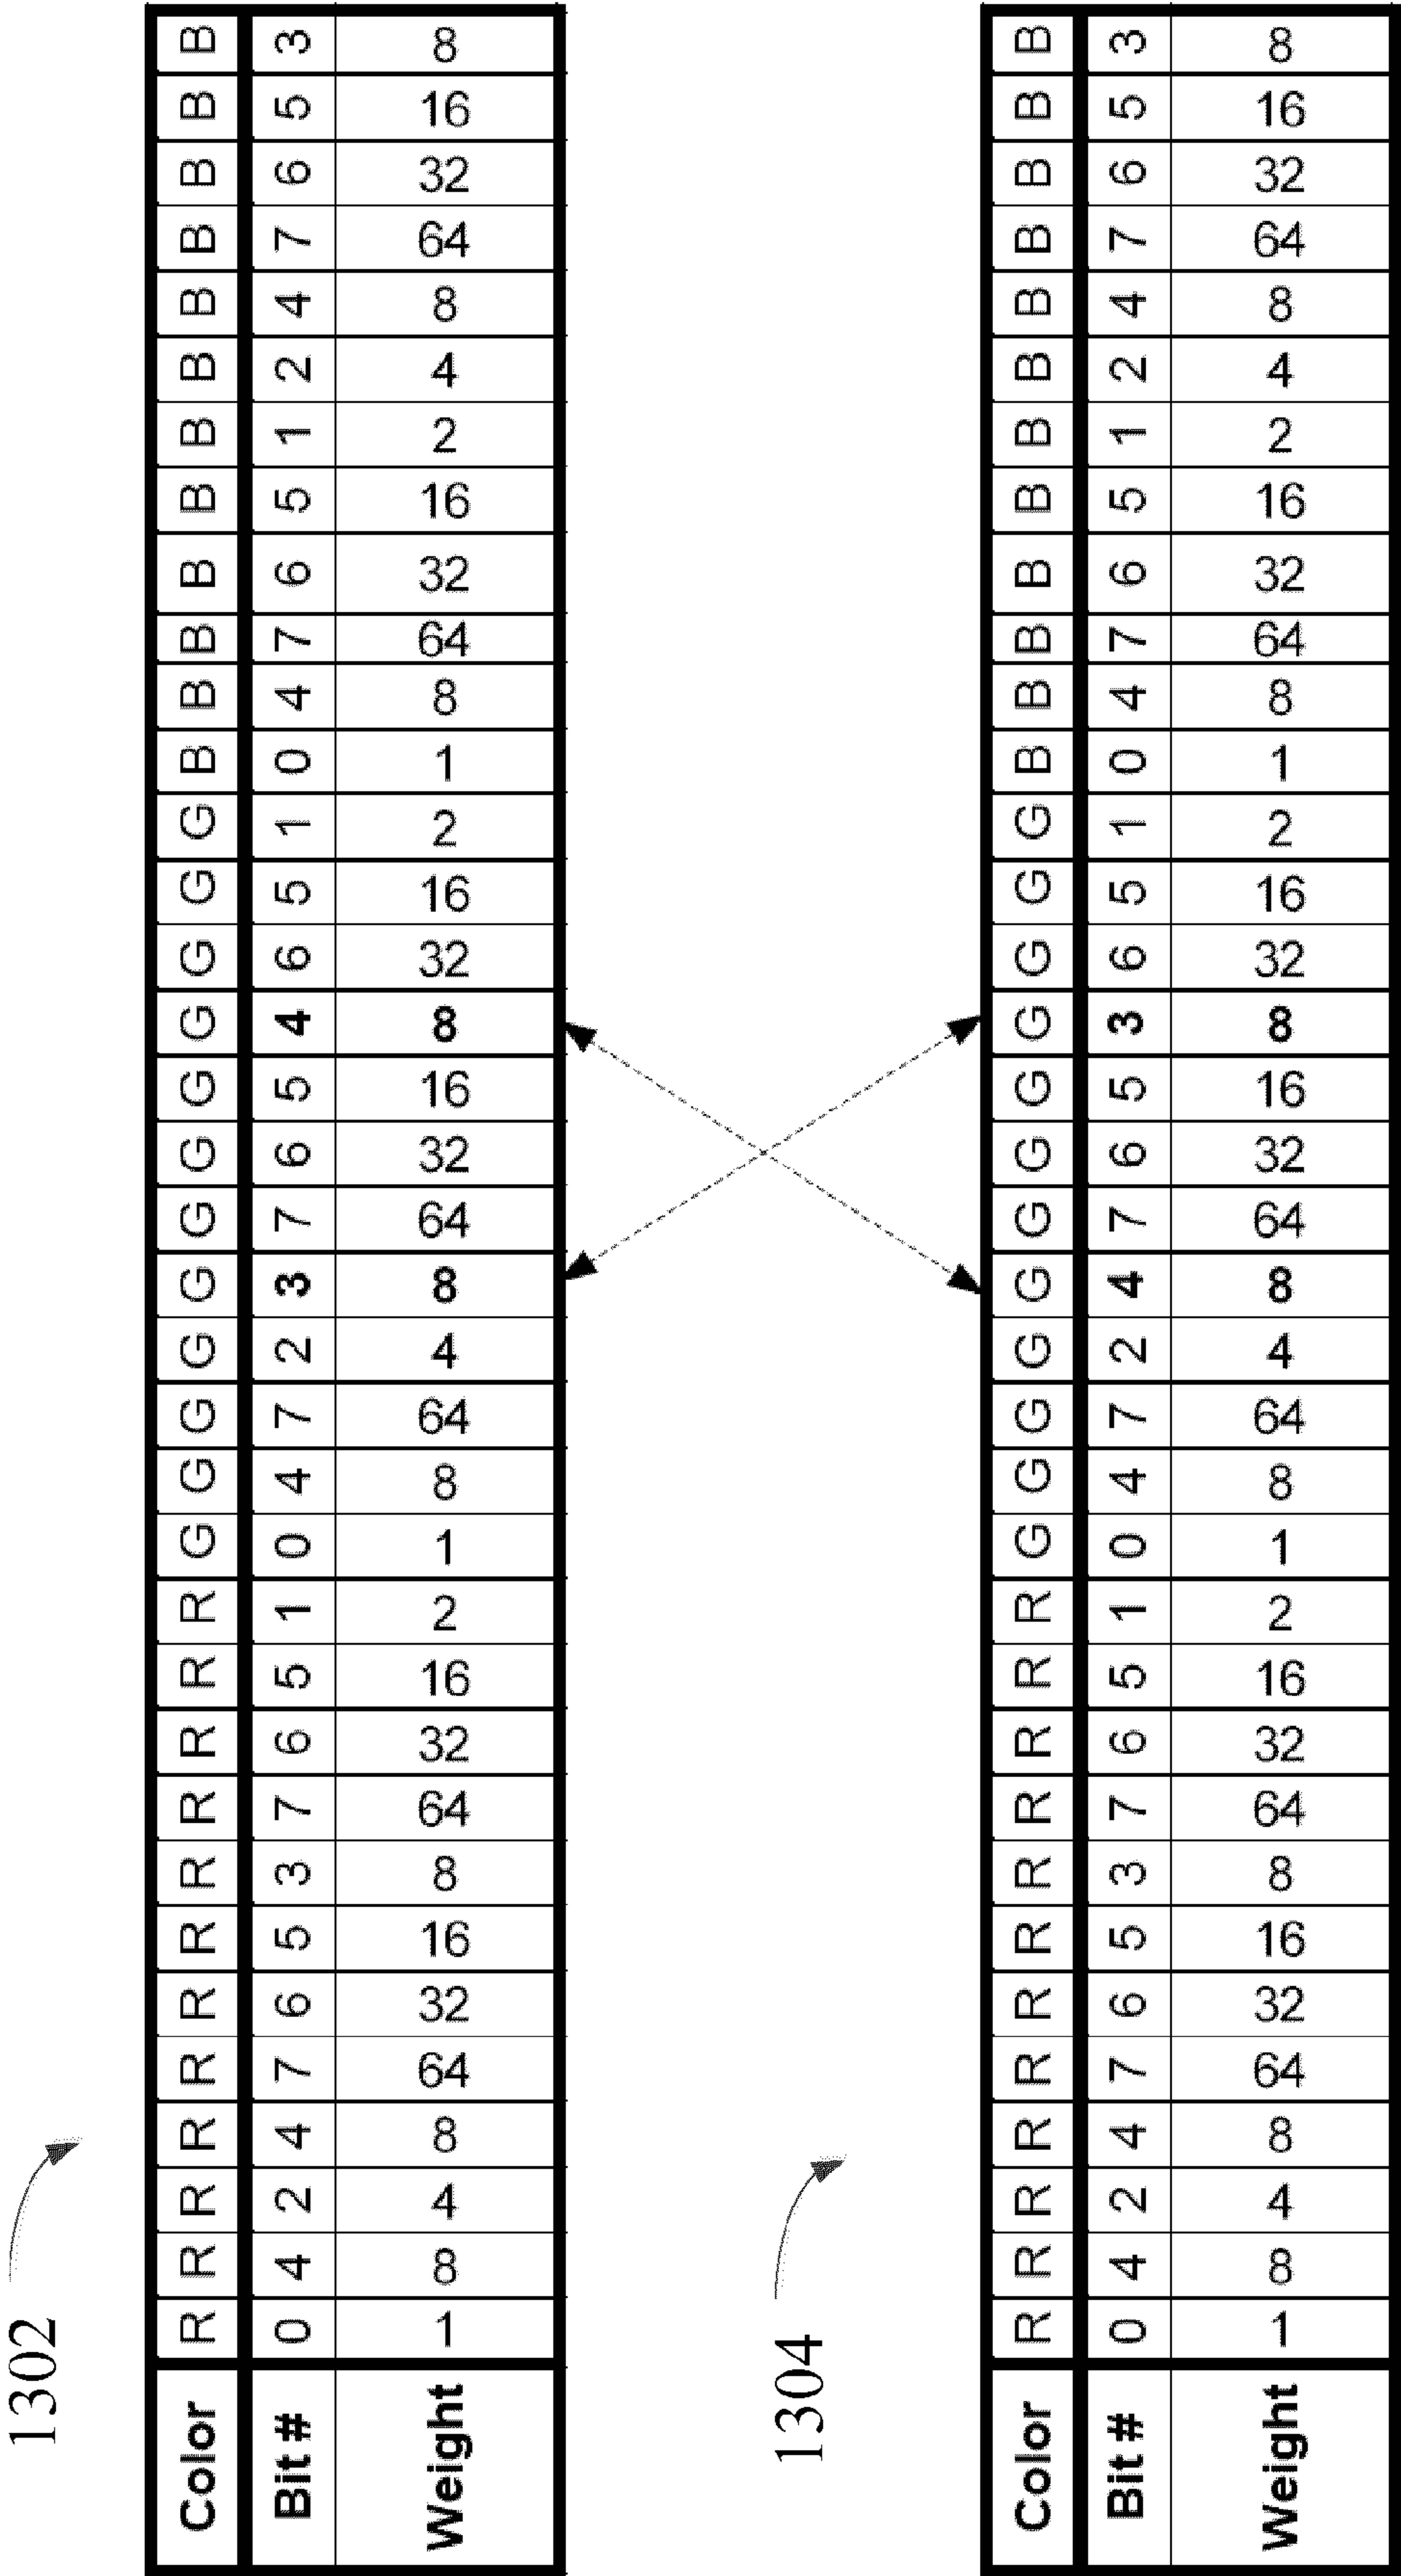 1302
Color R R R R R R R R R R R R G G G G G G G G G G G G B B B B B B B B B B B B
Bit # 0 4 2 4 7 6 5 3 7 6 5 1 0 4 7 2 3 7 6 5 4 6 5 1 0 4 7 6 5 1 2 4 7 6 5 3
Weight 1 8 4 8 64 32 16 8 64 32 16 2 1 8 64 4 8 64 32 16 8 32 16 2 1 8 64 32 16 2 4 8 64 32 16 8
1304
Color R R R R R R R R R R R R G G G G G G G G G G G G B B B B B B B B B B B B
Bit # 0 4 2 4 7 6 5 3 7 6 5 1 0 4 7 2 4 7 6 5 3 6 5 1 0 4 7 6 5 1 2 4 7 6 5 3
Weight 1 8 4 8 64 32 16 8 64 32 16 2 1 8 64 4 8 64 32 16 8 32 16 2 1 8 64 32 16 2 4 8 64 32 16 8